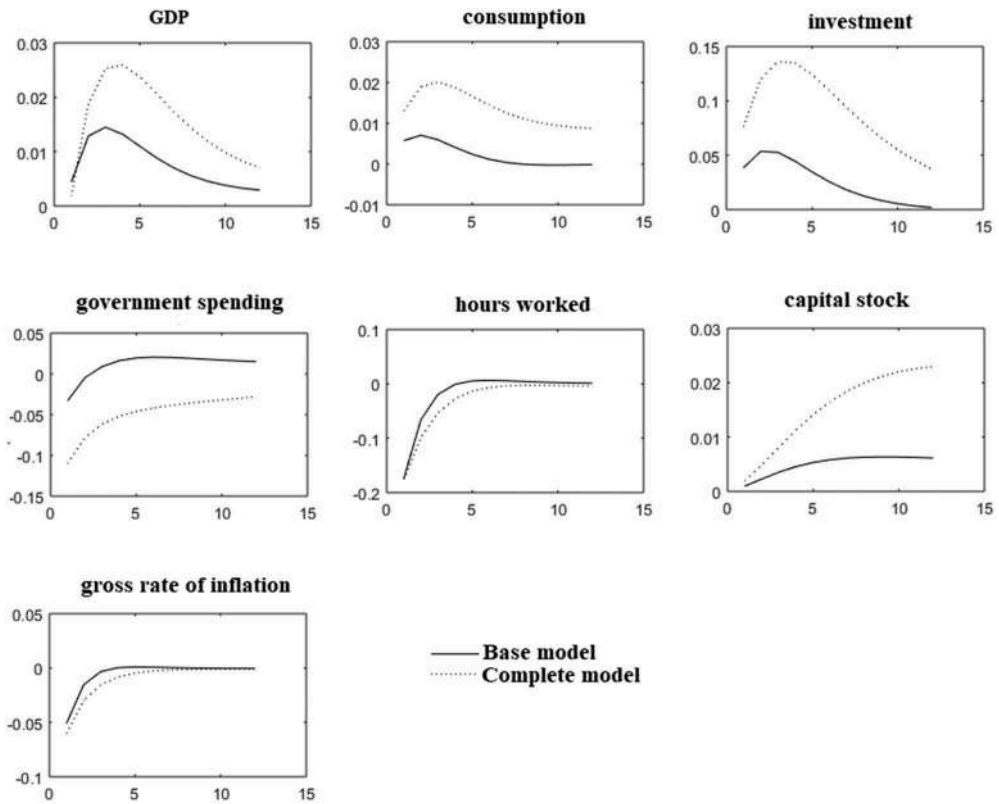 GDP
0.03
0.02
0.01
0
0 5 10 15
consumption
0.03
0.02
0.01
0
-0.01
0 5 10 15
investment
0.15
0.1
0.05
0
0 5 10 15
government spending
0.05
0
-0.05
-0.1
-0.15
0 5 10 15
hours worked
0.1
0
-0.1
-0.2
0 5 10 15
capital stock
0.03
0.02
0.01
0
0 5 10 15
gross rate of inflation
0.05
0
-0.05
-0.1
0 5 10 15
Base model
Complete model